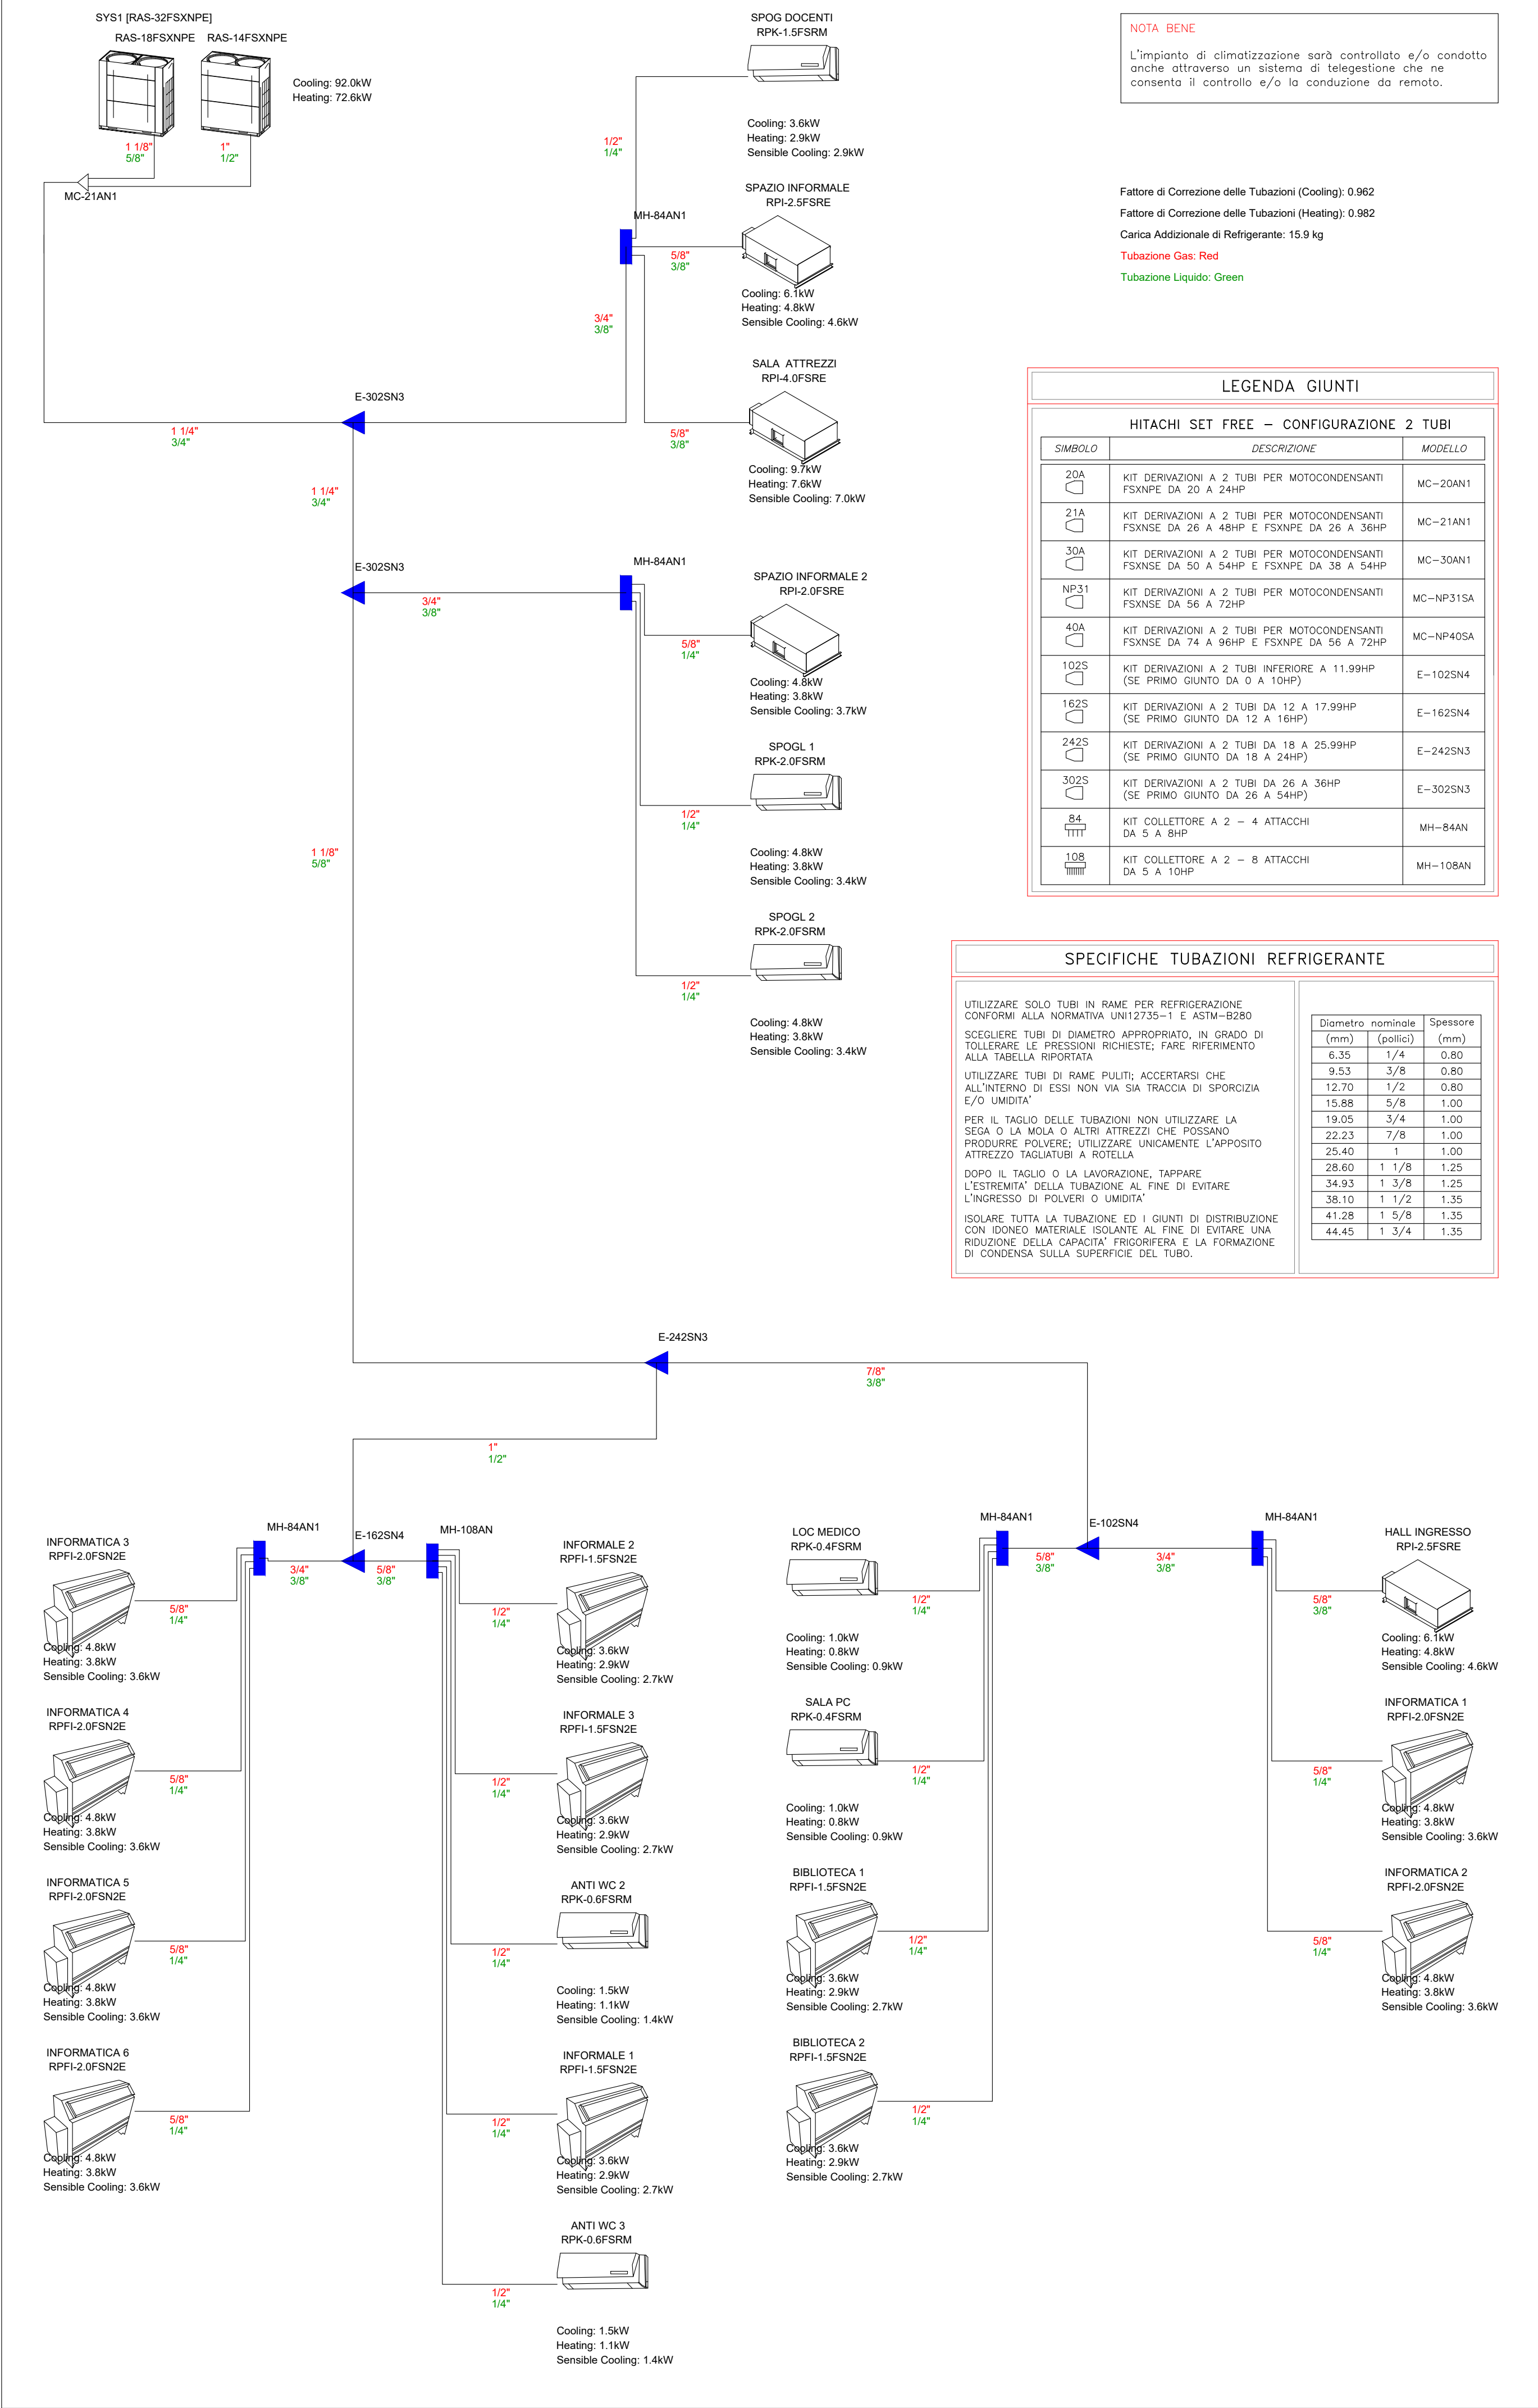 SYS1 [RAS-32FSXNPE]
RAS-18FSXNPE RAS-14FSXNPE
Cooling: 92.0kW
Heating: 72.6kW
1 1/8"
5/8"
1"
1/2"
MC-21AN1
SPOG DOCENTI
RPK-1.5FSRM
1/2"
1/4"
Cooling: 3.6kW
Heating: 2.9kW
Sensible Cooling: 2.9kW
MH-84AN1
SPAZIO INFORMALE
RPI-2.5FSRE
5/8"
3/8"
Cooling: 6.1kW
Heating: 4.8kW
Sensible Cooling: 4.6kW
3/4"
3/8"
SALA ATTREZZI
RPI-4.0FSRE
5/8"
3/8"
Cooling: 9.7kW
Heating: 7.6kW
Sensible Cooling: 7.0kW
E-302SN3
1 1/4"
3/4"
1 1/4"
3/4"
E-302SN3
3/4"
3/8"
MH-84AN1
SPAZIO INFORMALE 2
RPI-2.0FSRE
5/8"
1/4"
Cooling: 4.8kW
Heating: 3.8kW
Sensible Cooling: 3.7kW
SPOGL 1
RPK-2.0FSRM
1/2"
1/4"
Cooling: 4.8kW
Heating: 3.8kW
Sensible Cooling: 3.4kW
1 1/8"
5/8"
SPOGL 2
RPK-2.0FSRM
1/2"
1/4"
Cooling: 4.8kW
Heating: 3.8kW
Sensible Cooling: 3.4kW
NOTA BENE
L'impianto di climatizzazione sarà controllato e/o condotto
anche attraverso un sistema di telegestione che ne
consenta il controllo e/o la conduzione da remoto.
Fattore di Correzione delle Tubazioni (Cooling): 0.962
Fattore di Correzione delle Tubazioni (Heating): 0.982
Carica Addizionale di Refrigerante: 15.9 kg
Tubazione Gas: Red
Tubazione Liquido: Green
LEGENDA GIUNTI
HITACHI SET FREE – CONFIGURAZIONE 2 TUBI
SIMBOLO DESCRIZIONE MODELLO
20A KIT DERIVAZIONI A 2 TUBI PER MOTOCONDENSANTI
FSXNPE DA 20 A 24HP MC–20AN1
21A KIT DERIVAZIONI A 2 TUBI PER MOTOCONDENSANTI
FSXNSE DA 26 A 48HP E FSXNPE DA 26 A 36HP MC–21AN1
30A KIT DERIVAZIONI A 2 TUBI PER MOTOCONDENSANTI
FSXNSE DA 50 A 54HP E FSXNPE DA 38 A 54HP MC–30AN1
NP31 KIT DERIVAZIONI A 2 TUBI PER MOTOCONDENSANTI
FSXNSE DA 56 A 72HP MC–NP31SA
40A KIT DERIVAZIONI A 2 TUBI PER MOTOCONDENSANTI
FSXNSE DA 74 A 96HP E FSXNPE DA 56 A 72HP MC–NP40SA
102S KIT DERIVAZIONI A 2 TUBI INFERIORE A 11.99HP
(SE PRIMO GIUNTO DA 0 A 10HP) E–102SN4
162S KIT DERIVAZIONI A 2 TUBI DA 12 A 17.99HP
(SE PRIMO GIUNTO DA 12 A 16HP) E–162SN4
242S KIT DERIVAZIONI A 2 TUBI DA 18 A 25.99HP
(SE PRIMO GIUNTO DA 18 A 24HP) E–242SN3
302S KIT DERIVAZIONI A 2 TUBI DA 26 A 36HP
(SE PRIMO GIUNTO DA 26 A 54HP) E–302SN3
84 KIT COLLETTORE A 2 – 4 ATTACCHI
DA 5 A 8HP MH–84AN
108 KIT COLLETTORE A 2 – 8 ATTACCHI
DA 5 A 10HP MH–108AN
SPECIFICHE TUBAZIONI REFRIGERANTE
UTILIZZARE SOLO TUBI IN RAME PER REFRIGERAZIONE
CONFORMI ALLA NORMATIVA UNI12735–1 E ASTM–B280
SCEGLIERE TUBI DI DIAMETRO APPROPRIATO, IN GRADO DI
TOLLERARE LE PRESSIONI RICHIESTE; FARE RIFERIMENTO
ALLA TABELLA RIPORTATA
UTILIZZARE TUBI DI RAME PULITI; ACCERTARSI CHE
ALL'INTERNO DI ESSI NON VIA SIA TRACCIA DI SPORCIZIA
E/O UMIDITA'
PER IL TAGLIO DELLE TUBAZIONI NON UTILIZZARE LA
SEGA O LA MOLA O ALTRI ATTREZZI CHE POSSANO
PRODURRE POLVERE; UTILIZZARE UNICAMENTE L'APPOSITO
ATTREZZO TAGLIATUBI A ROTELLA
DOPO IL TAGLIO O LA LAVORAZIONE, TAPPARE
L'ESTREMITA' DELLA TUBAZIONE AL FINE DI EVITARE
L'INGRESSO DI POLVERI O UMIDITA'
ISOLARE TUTTA LA TUBAZIONE ED I GIUNTI DI DISTRIBUZIONE
CON IDONEO MATERIALE ISOLANTE AL FINE DI EVITARE UNA
RIDUZIONE DELLA CAPACITA' FRIGORIFERA E LA FORMAZIONE
DI CONDENSA SULLA SUPERFICIE DEL TUBO.
Diametro nominale Spessore
(mm) (pollici) (mm)
6.35 1/4 0.80
9.53 3/8 0.80
12.70 1/2 0.80
15.88 5/8 1.00
19.05 3/4 1.00
22.23 7/8 1.00
25.40 1 1.00
28.60 1 1/8 1.25
34.93 1 3/8 1.25
38.10 1 1/2 1.35
41.28 1 5/8 1.35
44.45 1 3/4 1.35
E-242SN3
7/8"
3/8"
1"
1/2"
MH-84AN1
E-162SN4
MH-108AN
3/4"
3/8"
5/8"
3/8"
INFORMATICA 3
RPFI-2.0FSN2E
5/8"
1/4"
Cooling: 4.8kW
Heating: 3.8kW
Sensible Cooling: 3.6kW
INFORMATICA 4
RPFI-2.0FSN2E
5/8"
1/4"
Cooling: 4.8kW
Heating: 3.8kW
Sensible Cooling: 3.6kW
INFORMATICA 5
RPFI-2.0FSN2E
5/8"
1/4"
Cooling: 4.8kW
Heating: 3.8kW
Sensible Cooling: 3.6kW
INFORMATICA 6
RPFI-2.0FSN2E
5/8"
1/4"
Cooling: 4.8kW
Heating: 3.8kW
Sensible Cooling: 3.6kW
INFORMALE 2
RPFI-1.5FSN2E
1/2"
1/4"
Cooling: 3.6kW
Heating: 2.9kW
Sensible Cooling: 2.7kW
INFORMALE 3
RPFI-1.5FSN2E
1/2"
1/4"
Cooling: 3.6kW
Heating: 2.9kW
Sensible Cooling: 2.7kW
ANTI WC 2
RPK-0.6FSRM
1/2"
1/4"
Cooling: 1.5kW
Heating: 1.1kW
Sensible Cooling: 1.4kW
INFORMALE 1
RPFI-1.5FSN2E
1/2"
1/4"
Cooling: 3.6kW
Heating: 2.9kW
Sensible Cooling: 2.7kW
ANTI WC 3
RPK-0.6FSRM
1/2"
1/4"
Cooling: 1.5kW
Heating: 1.1kW
Sensible Cooling: 1.4kW
MH-84AN1
E-102SN4
MH-84AN1
5/8"
3/8"
3/4"
3/8"
LOC MEDICO
RPK-0.4FSRM
1/2"
1/4"
Cooling: 1.0kW
Heating: 0.8kW
Sensible Cooling: 0.9kW
SALA PC
RPK-0.4FSRM
1/2"
1/4"
Cooling: 1.0kW
Heating: 0.8kW
Sensible Cooling: 0.9kW
BIBLIOTECA 1
RPFI-1.5FSN2E
1/2"
1/4"
Cooling: 3.6kW
Heating: 2.9kW
Sensible Cooling: 2.7kW
BIBLIOTECA 2
RPFI-1.5FSN2E
1/2"
1/4"
Cooling: 3.6kW
Heating: 2.9kW
Sensible Cooling: 2.7kW
HALL INGRESSO
RPI-2.5FSRE
5/8"
3/8"
Cooling: 6.1kW
Heating: 4.8kW
Sensible Cooling: 4.6kW
INFORMATICA 1
RPFI-2.0FSN2E
5/8"
1/4"
Cooling: 4.8kW
Heating: 3.8kW
Sensible Cooling: 3.6kW
INFORMATICA 2
RPFI-2.0FSN2E
5/8"
1/4"
Cooling: 4.8kW
Heating: 3.8kW
Sensible Cooling: 3.6kW